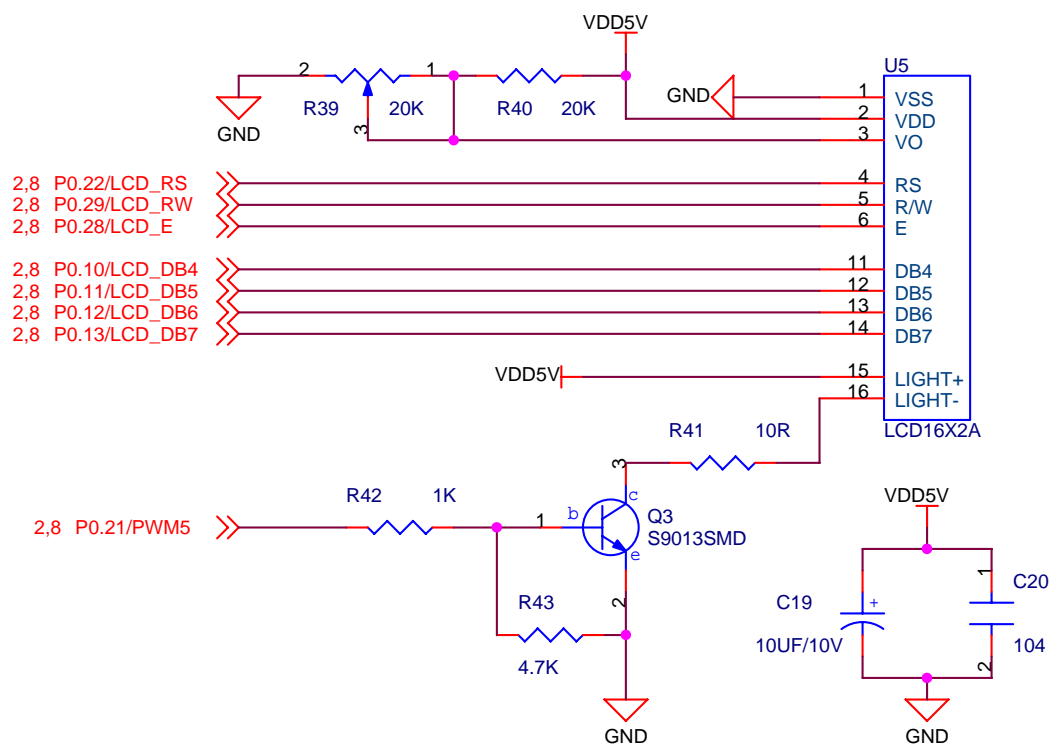 VDD5V
U5
2 1
R39 20K R40 20K
3
GND
GND
1 VSS
2 VDD
3 VO
2,8 P0.22/LCD_RS 4 RS
2,8 P0.29/LCD_RW 5 R/W
2,8 P0.28/LCD_E 6 E
2,8 P0.10/LCD_DB4 11 DB4
2,8 P0.11/LCD_DB5 12 DB5
2,8 P0.12/LCD_DB6 13 DB6
2,8 P0.13/LCD_DB7 14 DB7
VDD5V 15 LIGHT+
16 LIGHT-
LCD16X2A
R41 10R
3
c
R42 1K
2,8 P0.21/PWM5
1 b
Q3
S9013SMD
e
2
R43
4.7K
GND
VDD5V
1
C20
C19 +
10UF/10V 104
2
GND